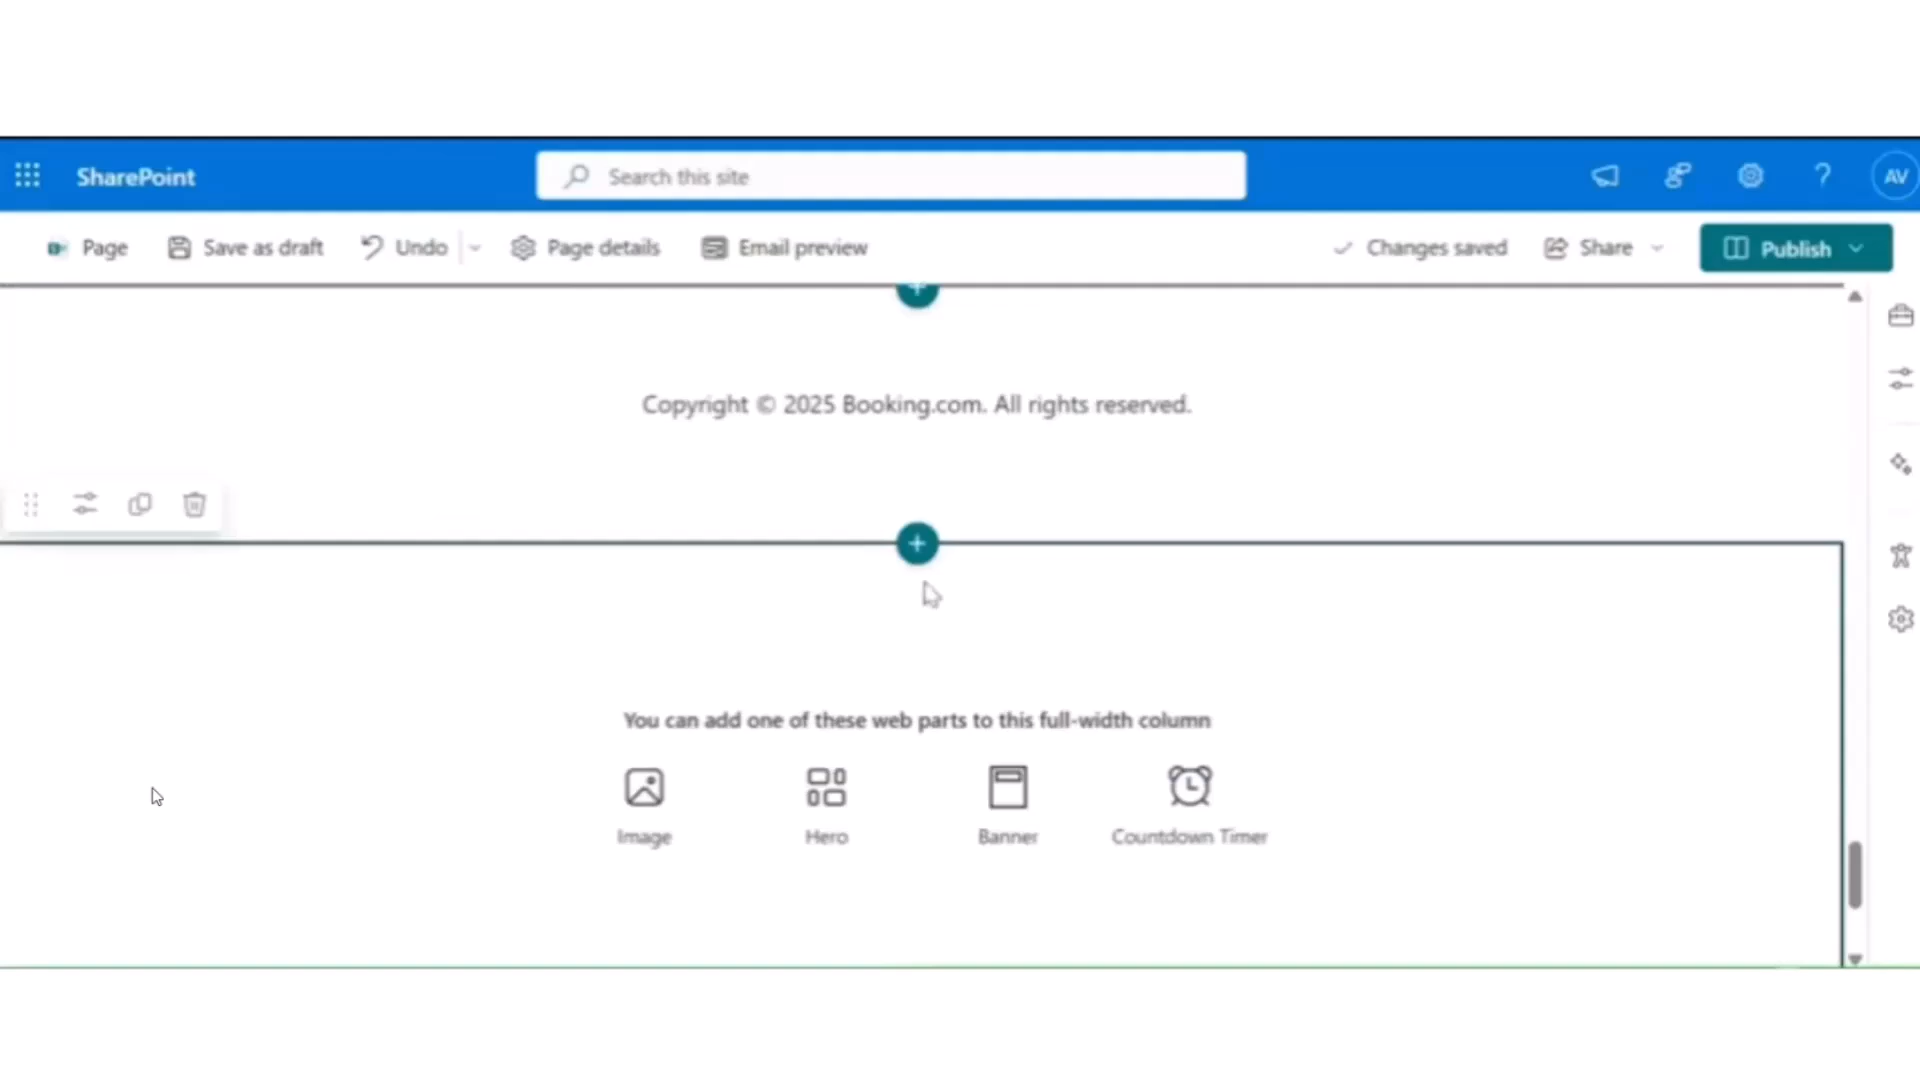 SharePoint
Search this site
?
AV
Page
Save as draft
Undo
Page details
Email preview
Changes saved
Share
Publish
Copyright © 2025 Booking.com. All rights reserved.
You can add one of these web parts to this full-width column
Image
Hero
Banner
Countdown Timer